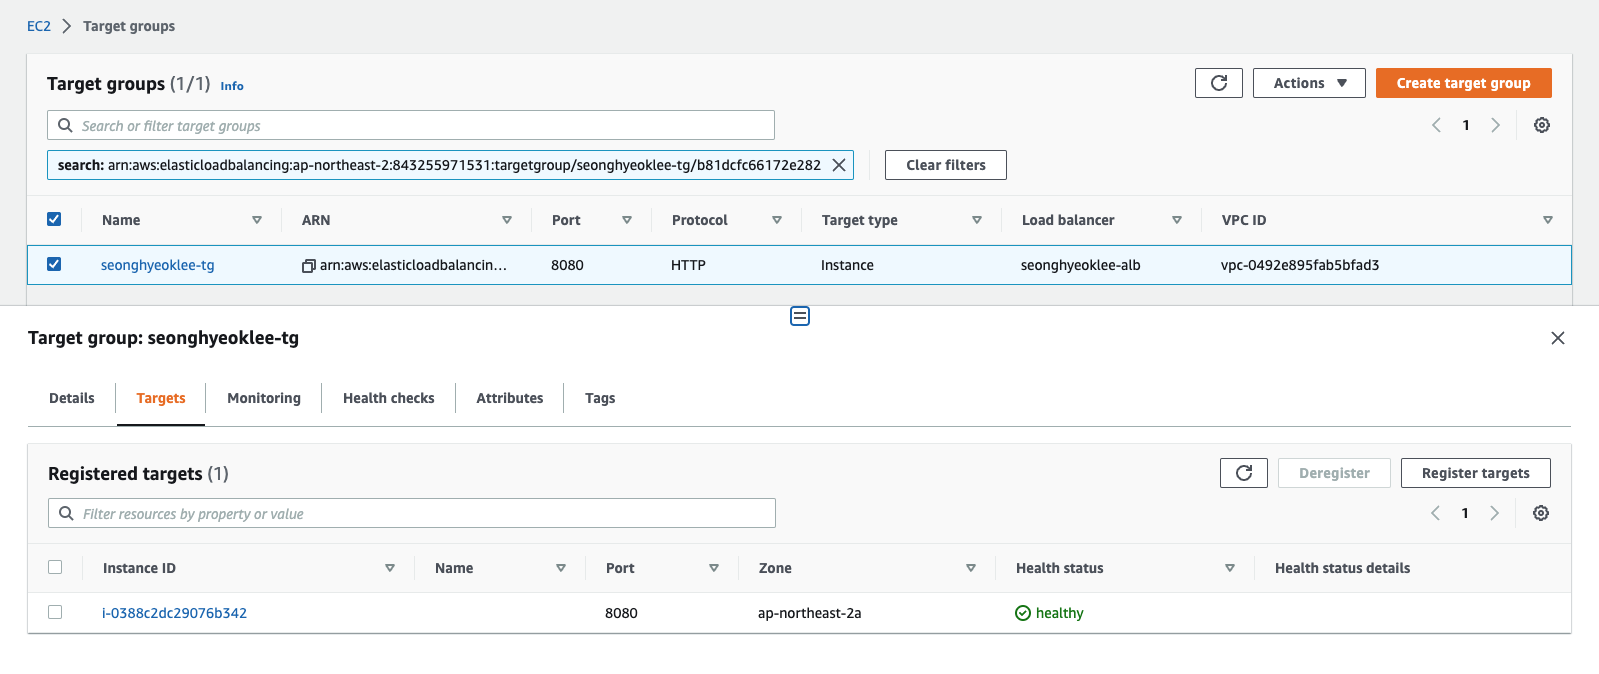 EC2 > Target groups
Target groups (1/1) Info
Actions
Create target group
Search or filter target groups
1
search: arn:aws:elasticloadbalancing:ap-northeast-2:843255971531:targetgroup/seonghyeoklee-tg/b81dcfc66172e282
Clear filters
Name ARN Port Protocol Target type Load balancer VPC ID
seonghyeoklee-tg arn:aws:elasticloadbalancin... 8080 HTTP Instance seonghyeoklee-alb vpc-0492e895fab5bfad3
Target group: seonghyeoklee-tg
Details Targets Monitoring Health checks Attributes Tags
Registered targets (1)
Deregister
Register targets
Filter resources by property or value
1
Instance ID Name Port Zone Health status Health status details
i-0388c2dc29076b342 8080 ap-northeast-2a healthy